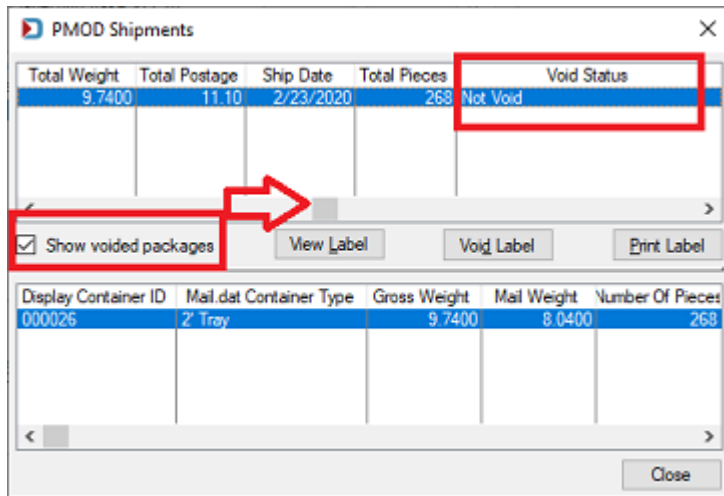 PMOD Shipments
Total Weight Total Postage Ship Date Total Pieces Void Status
9.7400 11.10 2/23/2020 268 Not Void
Show voided packages View Label Void Label Print Label
Display Container ID Mail.dat Container Type Gross Weight Mail Weight Number Of Pieces
000026 2' Tray 9.7400 8.0400 268
Close